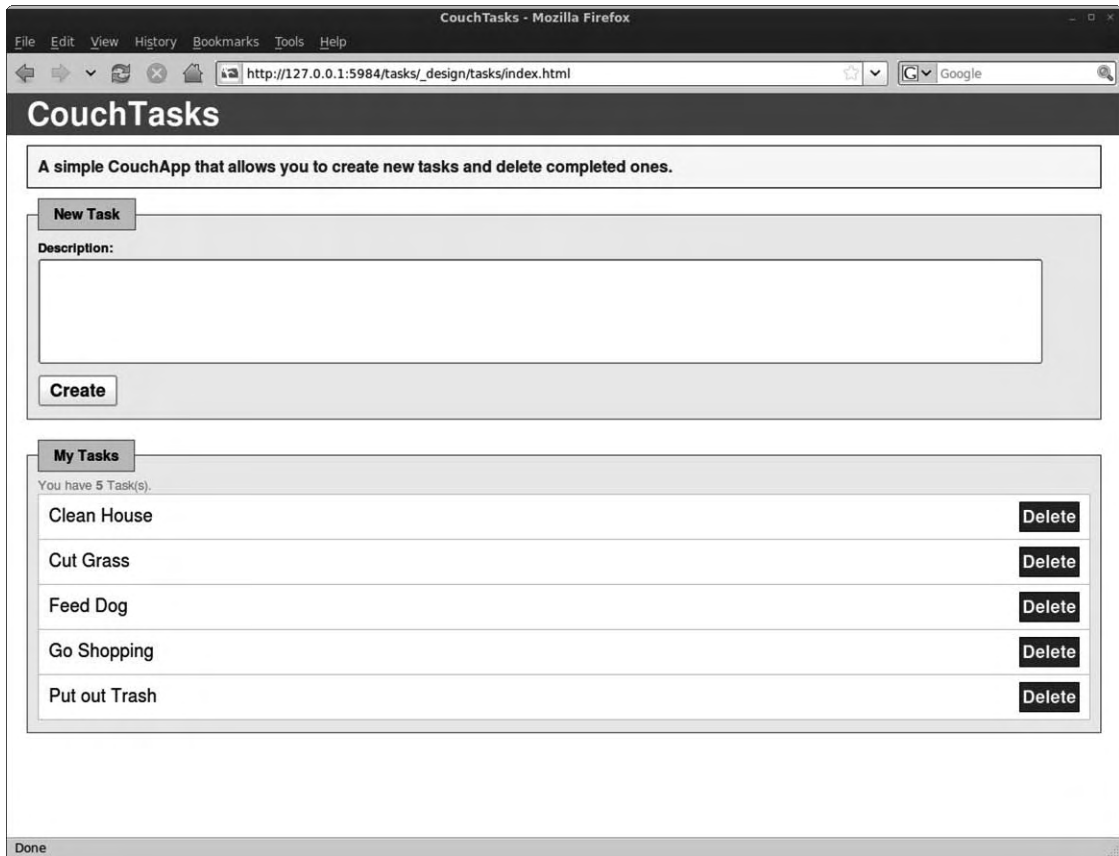 CouchTasks - Mozilla Firefox
File Edit View History Bookmarks Tools Help
http://127.0.0.1:5984/tasks/_design/tasks/index.html
G Google
CouchTasks
A simple CouchApp that allows you to create new tasks and delete completed ones.
New Task
Description:
Create
My Tasks
You have 5 Task(s).
Clean House Delete
Cut Grass Delete
Feed Dog Delete
Go Shopping Delete
Put out Trash Delete
Done